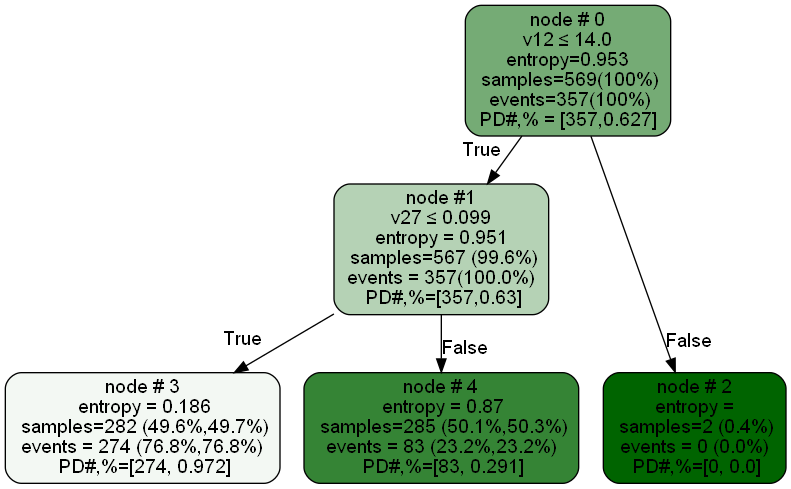 node # 0
v12 ≤ 14.0
entropy=0.953
samples=569(100%)
events=357(100%)
PD#,% = [357,0.627]
True
node #1
v27 ≤ 0.099
entropy = 0.951
samples=567 (99.6%)
events = 357(100.0%)
PD#,%=[357,0.63]
True
False
False
node # 3
entropy = 0.186
samples=282 (49.6%,49.7%)
events = 274 (76.8%,76.8%)
PD#,%=[274, 0.972]
node # 4
entropy = 0.87
samples=285 (50.1%,50.3%)
events = 83 (23.2%,23.2%)
PD#,%=[83, 0.291]
node # 2
entropy =
samples=2 (0.4%)
events = 0 (0.0%)
PD#,%=[0, 0.0]